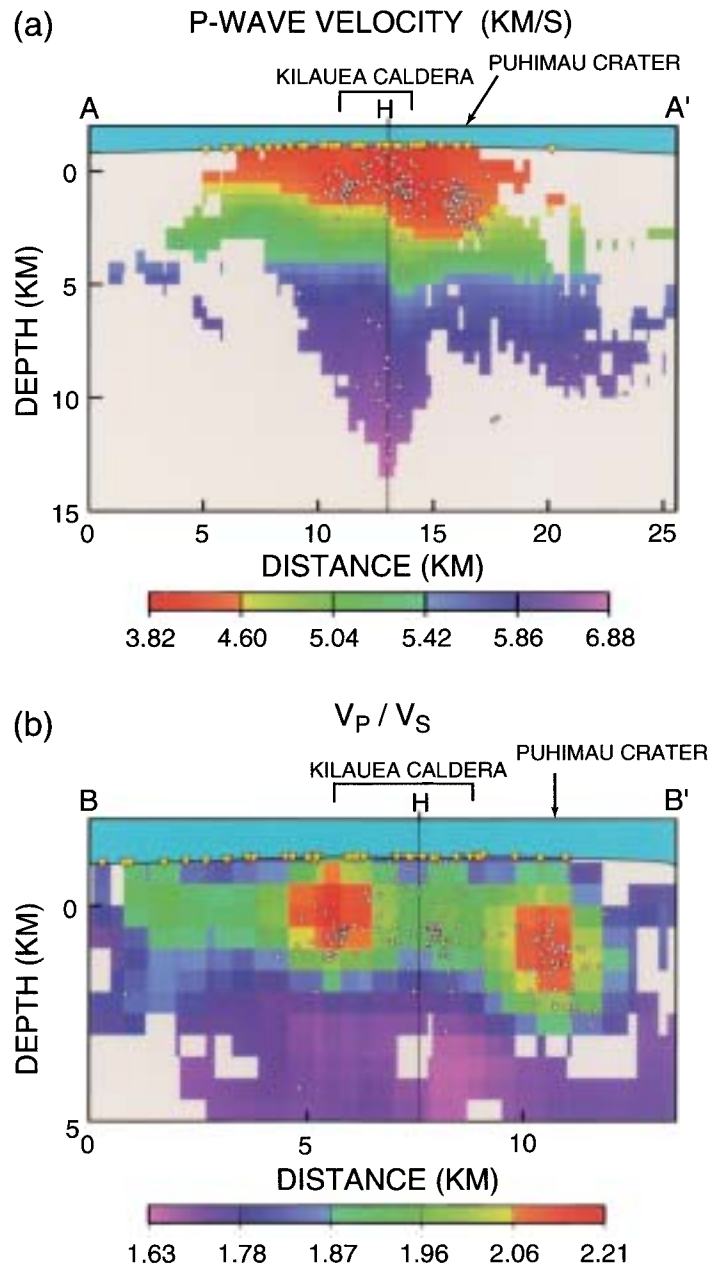 (a) P-WAVE VELOCITY (KM/S)
KILAUEA CALDERA
PUHIMAU CRATER
A H A'
0
5
10
15
DEPTH (KM)
0 5 10 15 20 25
DISTANCE (KM)
3.82 4.60 5.04 5.42 5.86 6.88
(b) VP / VS
PUHIMAU CRATER
KILAUEA CALDERA
B H B'
0
5
DEPTH (KM)
0 5 10
DISTANCE (KM)
1.63 1.78 1.87 1.96 2.06 2.21